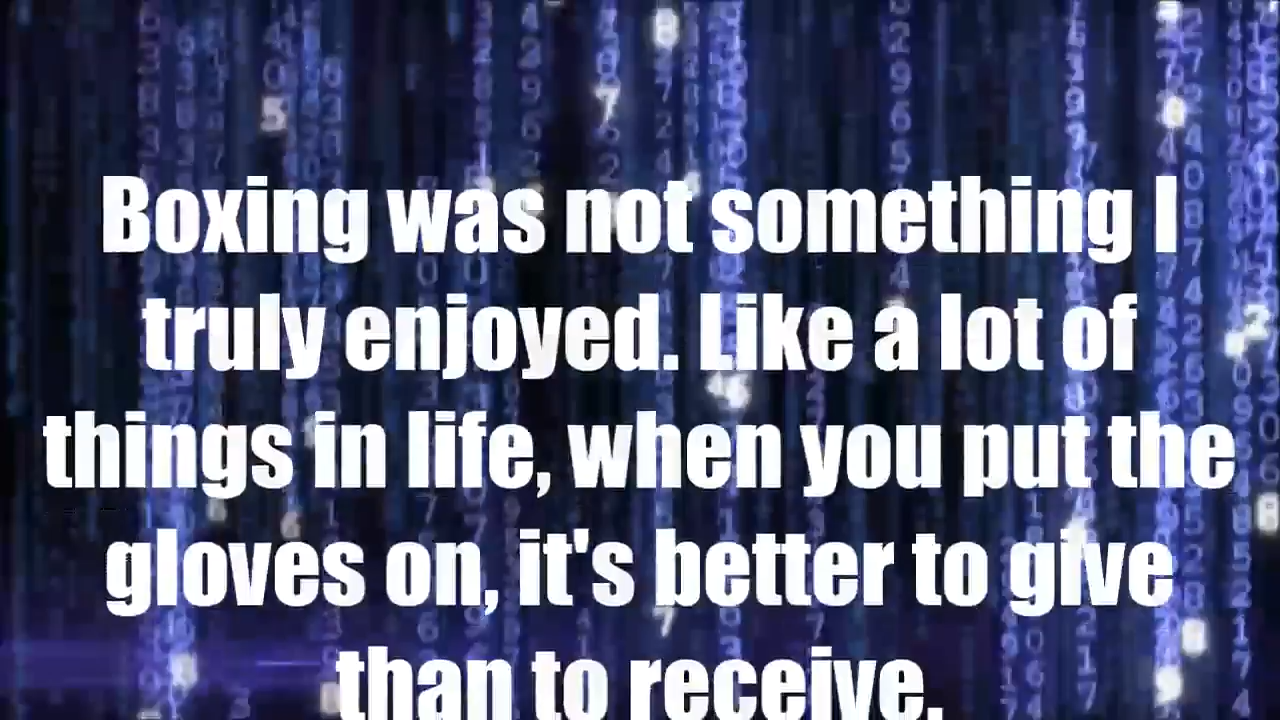 Boxing was not something I
truly enjoyed. Like a lot of
things in life, when you put the
gloves on, it's better to give
than to receive.